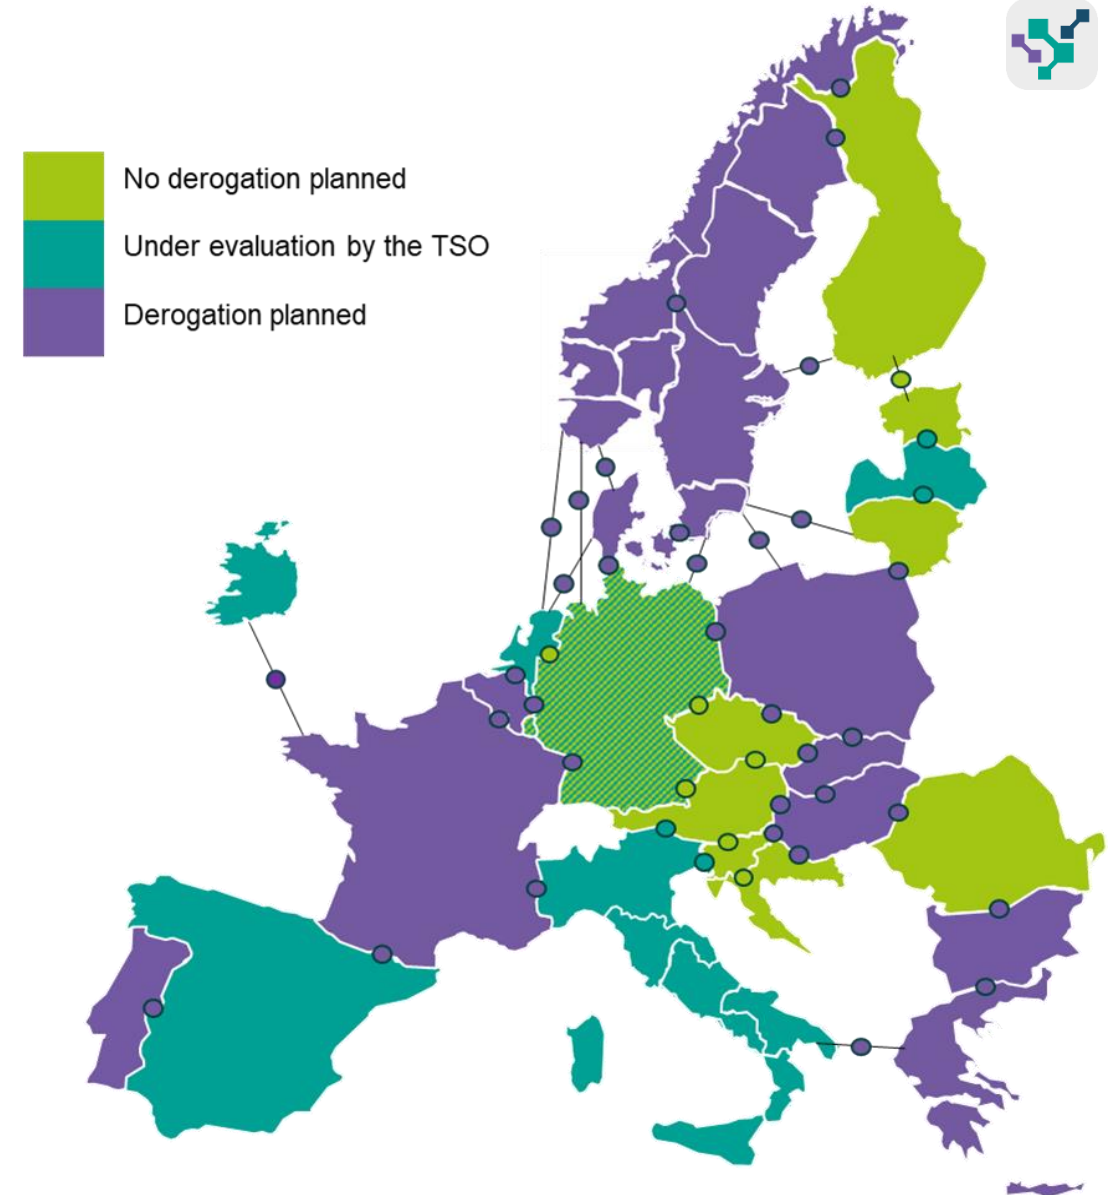 No derogation planned
Under evaluation by the TSO
Derogation planned